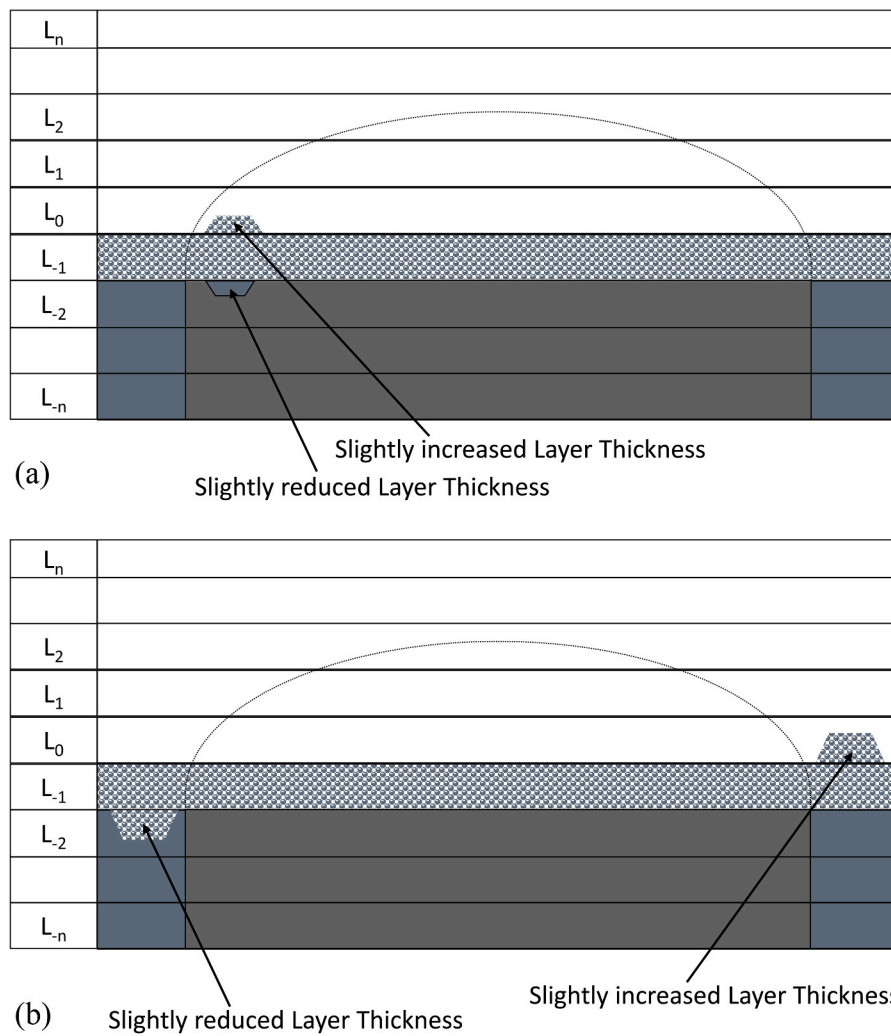 Lₙ
L₂
L₁
L₀
L₋₁
L₋₂
L₋ₙ
Slightly increased Layer Thickness
(a)
Slightly reduced Layer Thickness
Lₙ
L₂
L₁
L₀
L₋₁
L₋₂
L₋ₙ
Slightly increased Layer Thickness
(b)
Slightly reduced Layer Thickness